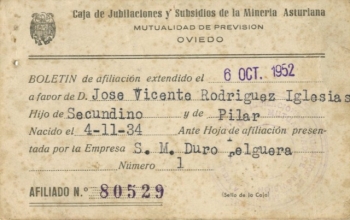 Caja de Jubilaciones y Subsidios de la Minería Asturiana
MUTUALIDAD DE PREVISION
OVIEDO
BOLETIN de afiliación extendido el 6 OCT. 1952
a favor de D. Jose Vicente Rodriguez Iglesias
Hijo de Secundino y de Pilar
Nacido el 4-11-34 Ante Hoja de afiliación presen-
tada por la Empresa S. M. Duro Felguera
Número 1
AFILIADO N.º 80529
(Sello de la Caja)